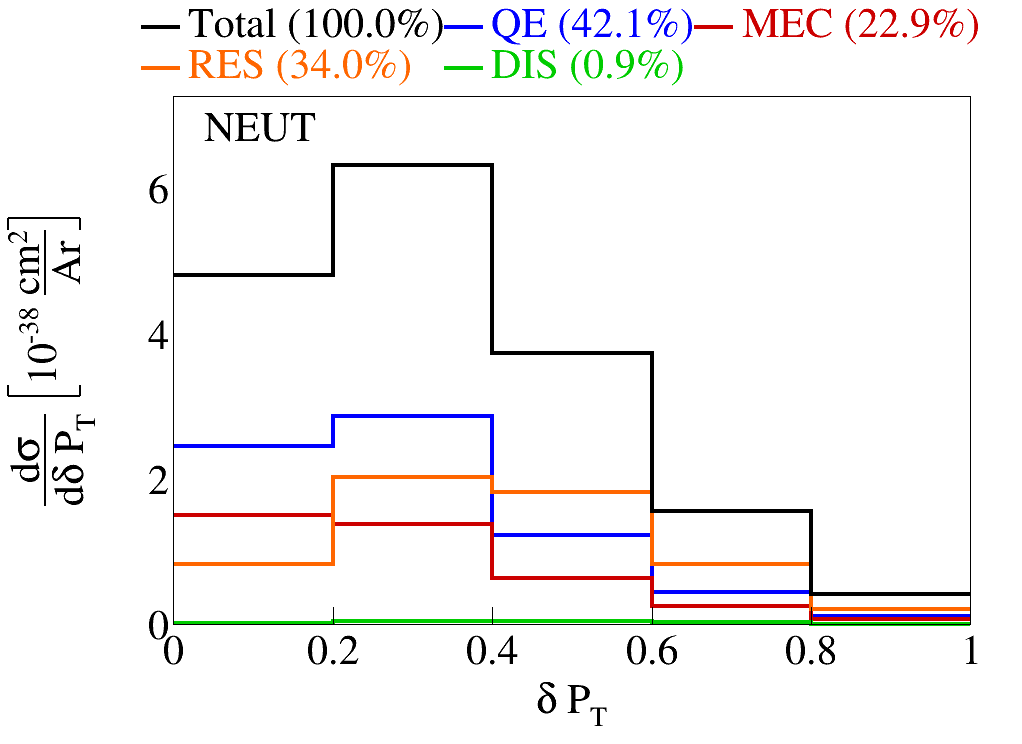 Total (100.0%) QE (42.1%) MEC (22.9%)
RES (34.0%) DIS (0.9%)
NEUT
6
4
2
0
0 0.2 0.4 0.6 0.8 1
δ P_T
dσ/dδ P_T [10^-38 cm^2/Ar]